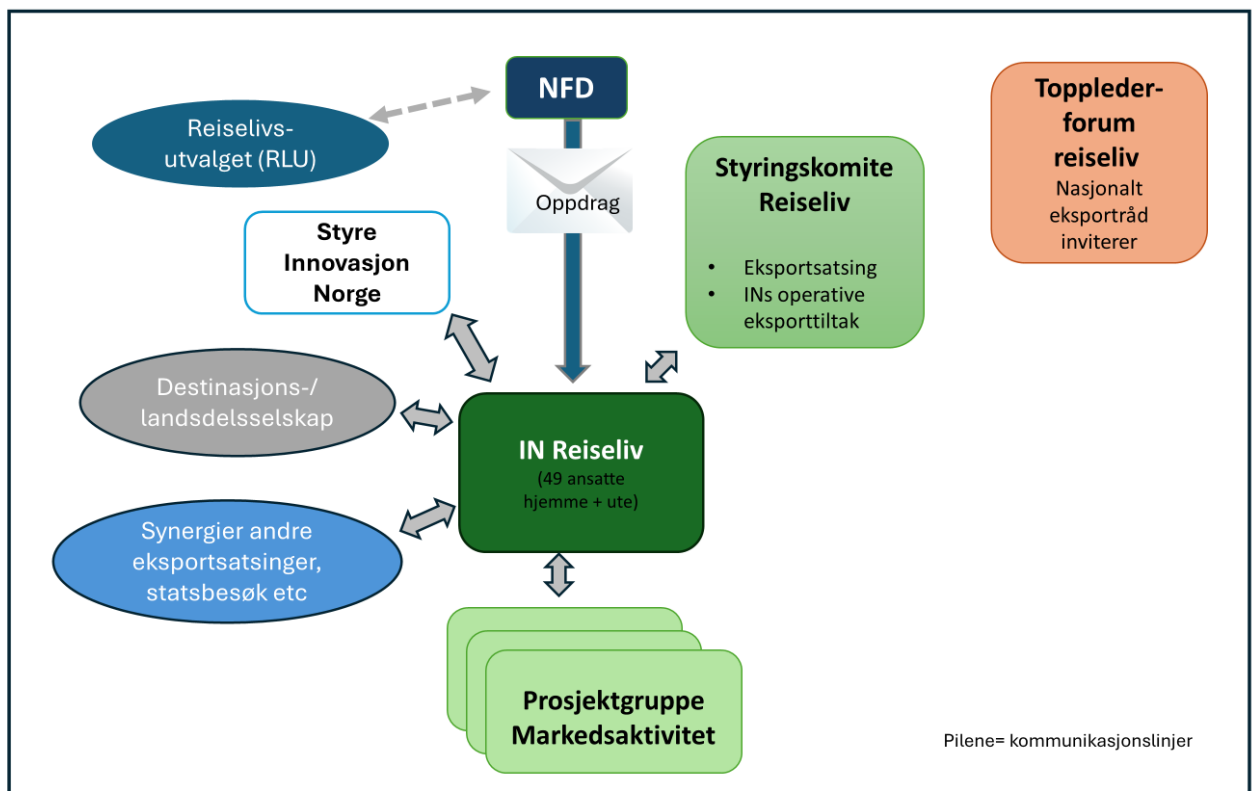 NFD
Reiselivs-
utvalget (RLU)
Oppdrag
Styre
Innovasjon
Norge
Styringskomite
Reiseliv
• Eksportsatsing
• INs operative
eksporttiltak
Toppleder-
forum
reiseliv
Nasjonalt
eksportråd
inviterer
Destinasjons-/
landsdelsselskap
IN Reiseliv
(49 ansatte
hjemme + ute)
Synergier andre
eksportsatsinger,
statsbesøk etc
Prosjektgruppe
Markedsaktivitet
Pilene= kommunikasjonslinjer